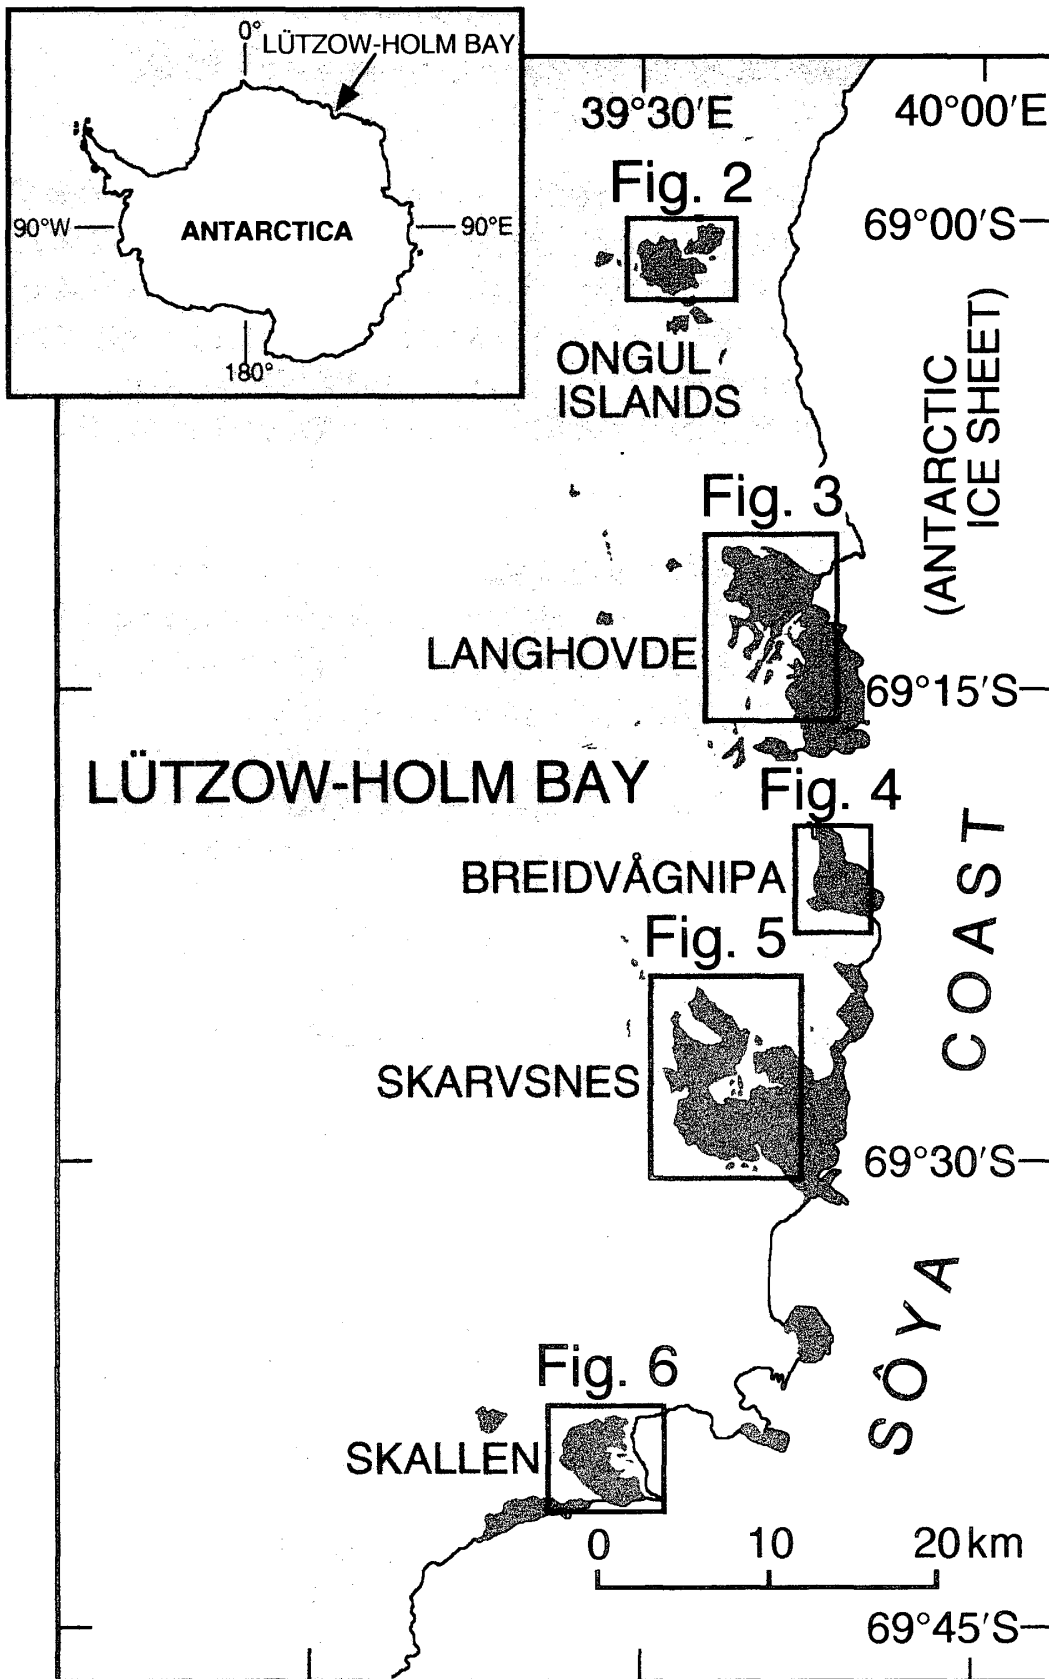 0°
LÜTZOW-HOLM BAY
90°W
ANTARCTICA
90°E
180°
39°30'E
40°00'E
Fig. 2
69°00'S
ONGUL
ISLANDS
(ANTARCTIC
ICE SHEET)
Fig. 3
LANGHOVDE
69°15'S
LÜTZOW-HOLM BAY
Fig. 4
BREIDVÅGNIPA
Fig. 5
SKARVSNES
69°30'S
SÔYA COAST
Fig. 6
SKALLEN
0 10 20 km
69°45'S